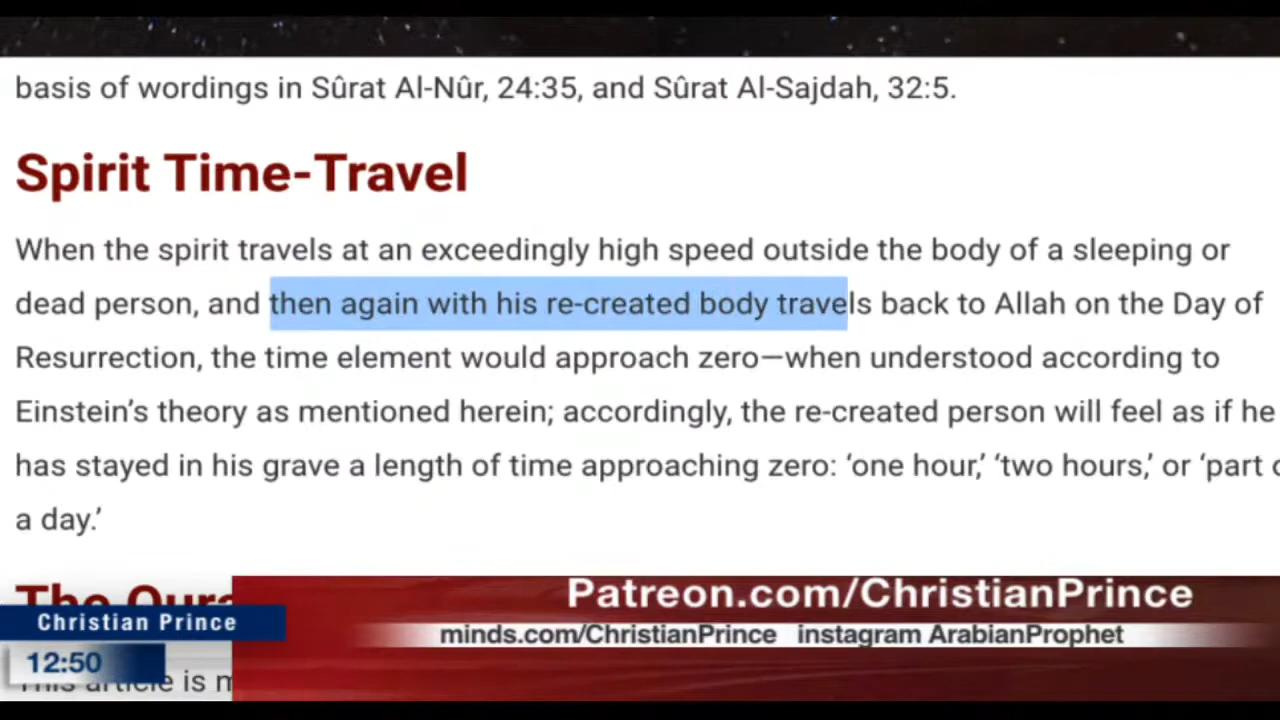 basis of wordings in Sûrat Al-Nûr, 24:35, and Sûrat Al-Sajdah, 32:5.
Spirit Time-Travel
When the spirit travels at an exceedingly high speed outside the body of a sleeping or
dead person, and then again with his re-created body travels back to Allah on the Day of
Resurrection, the time element would approach zero—when understood according to
Einstein’s theory as mentioned herein; accordingly, the re-created person will feel as if he
has stayed in his grave a length of time approaching zero: ‘one hour,’ ‘two hours,’ or ‘part
a day.’
The
Patreon.com/ChristianPrince
Christian Prince
minds.com/ChristianPrince instagram ArabianProphet
12:50
This article is